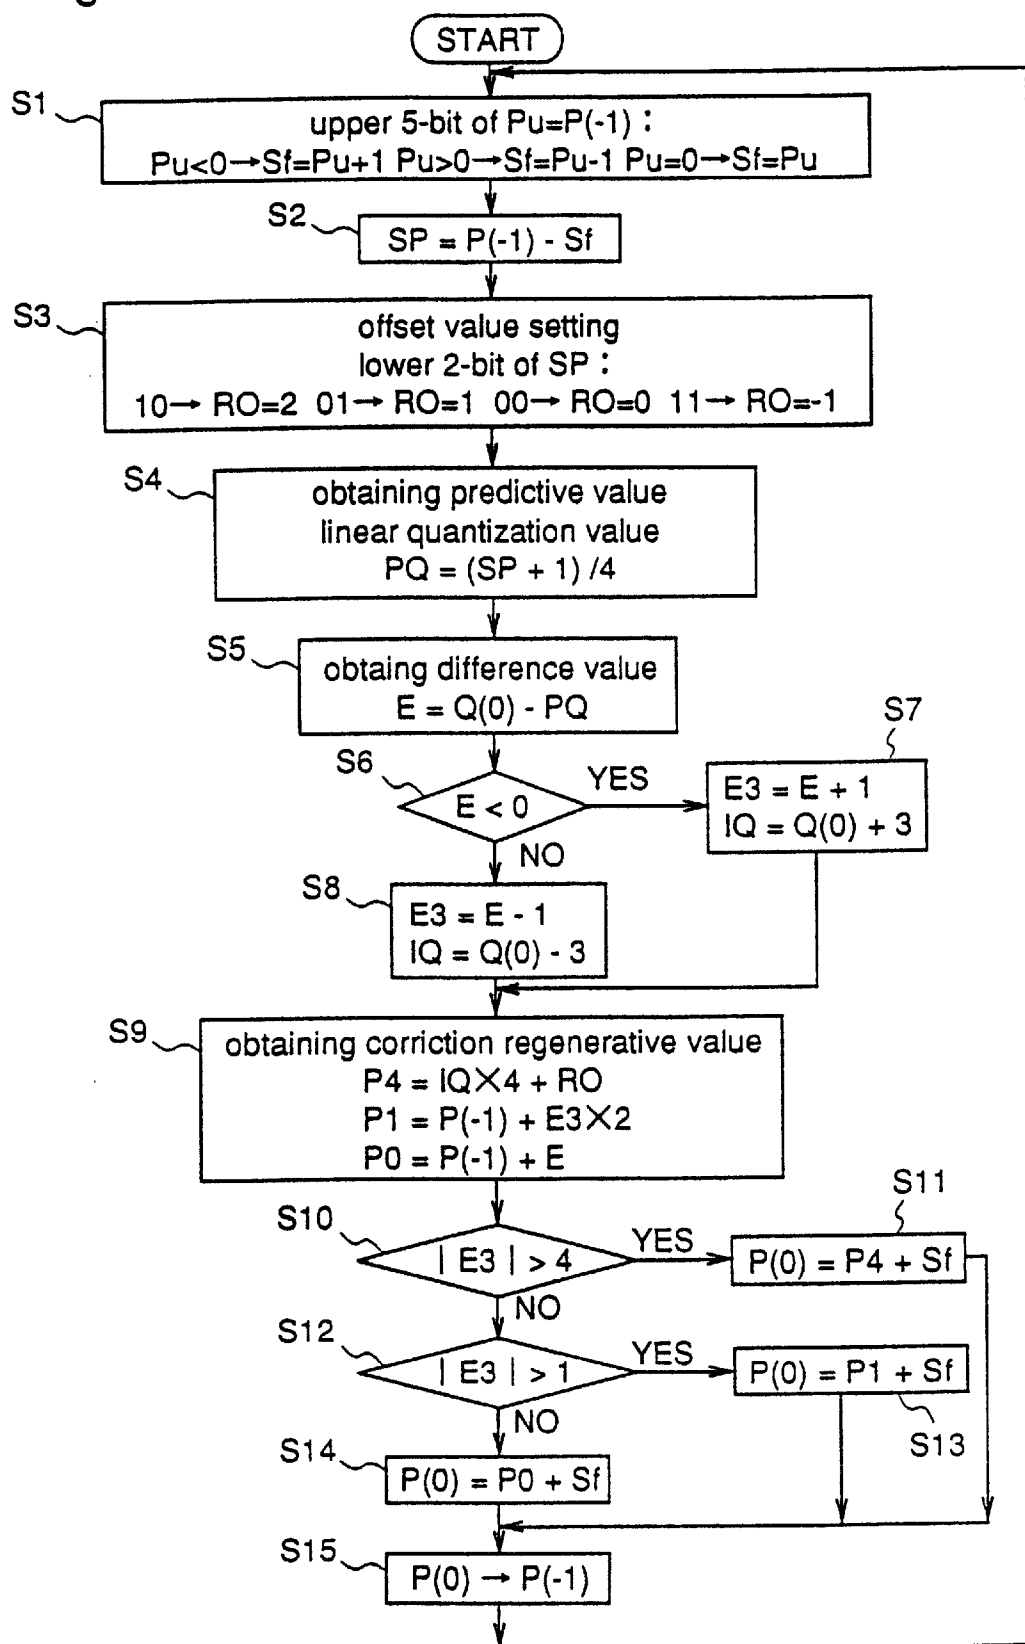 g
START
S1
upper 5-bit of Pu=P(-1) :
Pu<0→Sf=Pu+1 Pu>0→Sf=Pu-1 Pu=0→Sf=Pu
S2
SP = P(-1) - Sf
S3
offset value setting
lower 2-bit of SP :
10→ RO=2 01→ RO=1 00→ RO=0 11→ RO=-1
S4
obtaining predictive value
linear quantization value
PQ = (SP + 1) /4
S5
obtaing difference value
E = Q(0) - PQ
S6
E < 0
YES
NO
S7
E3 = E + 1
IQ = Q(0) + 3
S8
E3 = E - 1
IQ = Q(0) - 3
S9
obtaining corriction regenerative value
P4 = IQ×4 + RO
P1 = P(-1) + E3×2
P0 = P(-1) + E
S10
| E3 | > 4
YES
NO
S11
P(0) = P4 + Sf
S12
| E3 | > 1
YES
NO
P(0) = P1 + Sf
S13
S14
P(0) = P0 + Sf
S15
P(0) → P(-1)